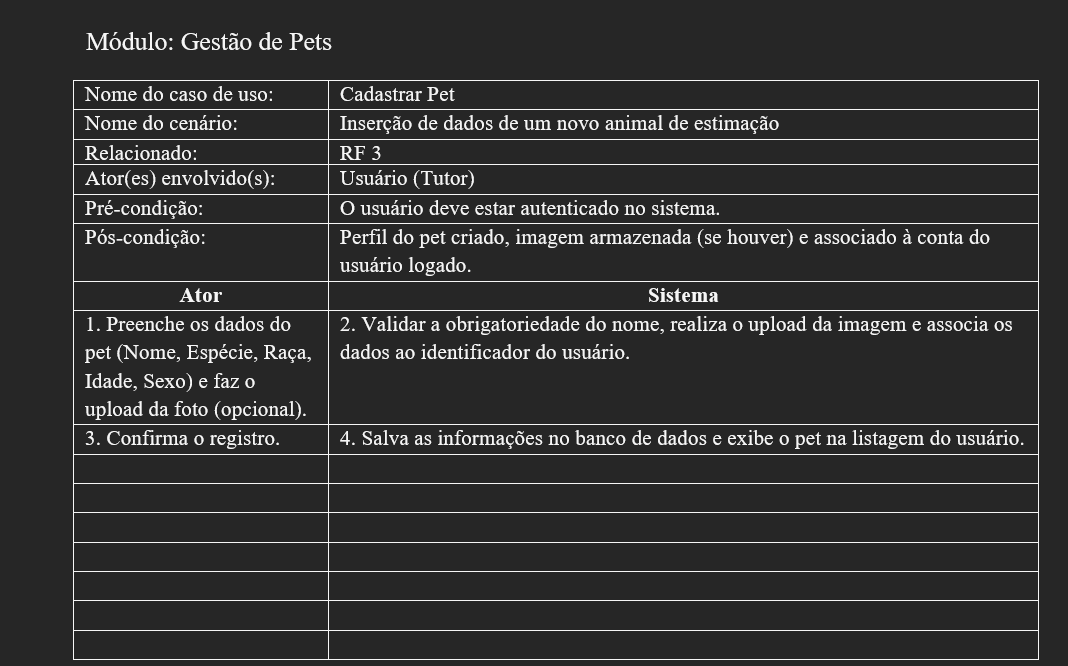 Módulo: Gestão de Pets
Nome do caso de uso: Cadastrar Pet
Nome do cenário: Inserção de dados de um novo animal de estimação
Relacionado: RF 3
Ator(es) envolvido(s): Usuário (Tutor)
Pré-condição: O usuário deve estar autenticado no sistema.
Pós-condição: Perfil do pet criado, imagem armazenada (se houver) e associado à conta do
usuário logado.
Ator Sistema
1. Preenche os dados do
pet (Nome, Espécie, Raça,
Idade, Sexo) e faz o
upload da foto (opcional).
2. Validar a obrigatoriedade do nome, realiza o upload da imagem e associa os
dados ao identificador do usuário.
3. Confirma o registro. 4. Salva as informações no banco de dados e exibe o pet na listagem do usuário.